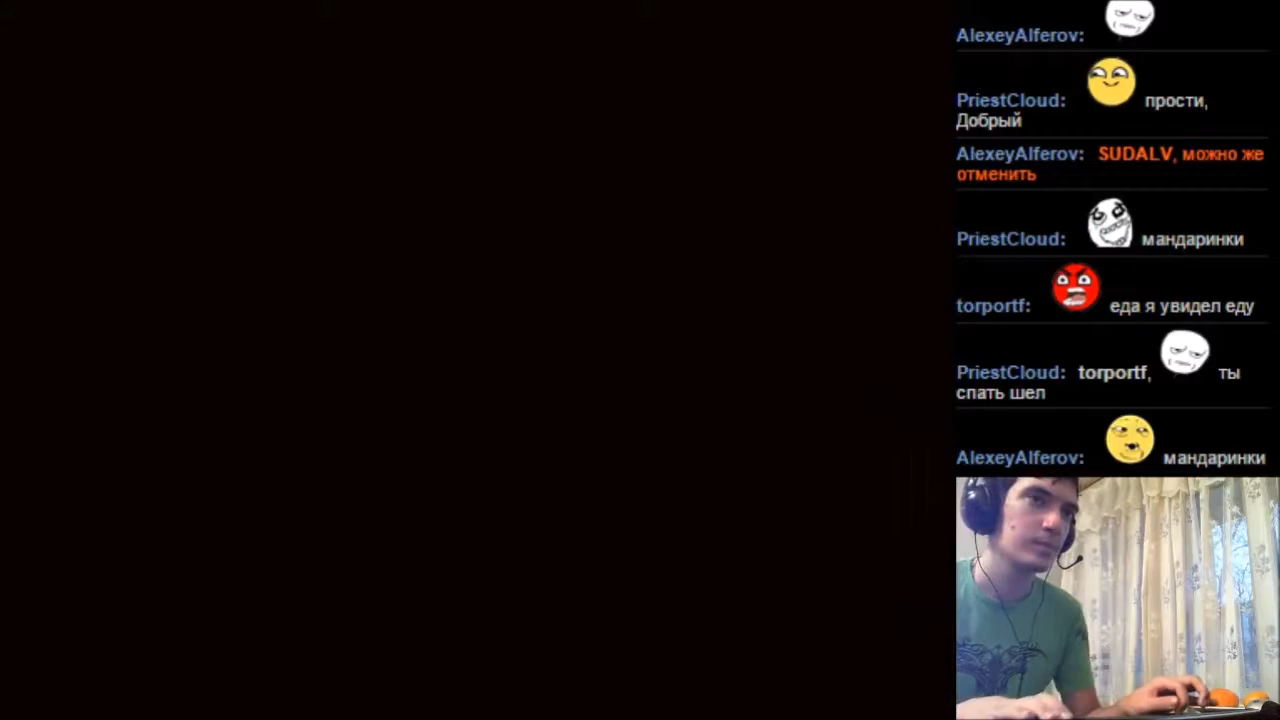 AlexeyAlferov:
PriestCloud: прости,
Добрый
AlexeyAlferov: SUDALV, можно же
отменить
PriestCloud: мандаринки
torportf: еда я увидел еду
PriestCloud: torportf, ты
спать шел
AlexeyAlferov: мандаринки